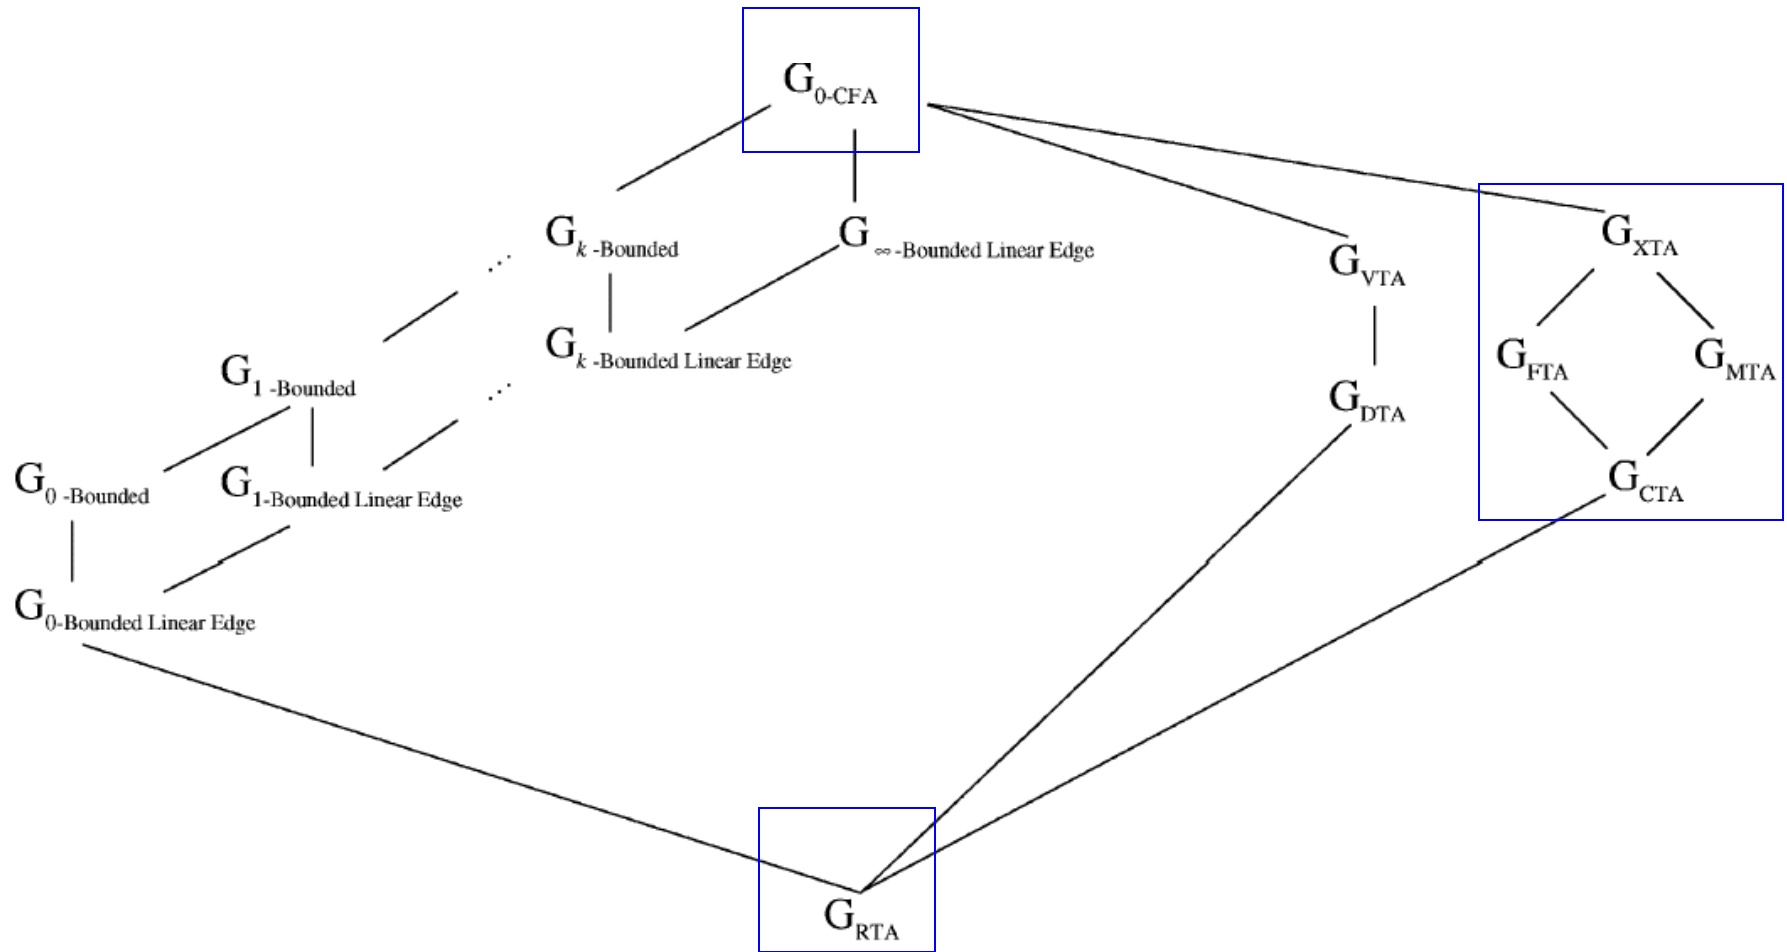 G0-CFA
Gk -Bounded
G∞ -Bounded Linear Edge
GVTA
GXTA
...
Gk -Bounded Linear Edge
GFTA
GMTA
G1 -Bounded
...
GDTA
G0 -Bounded
G1-Bounded Linear Edge
GCTA
G0-Bounded Linear Edge
GRTA